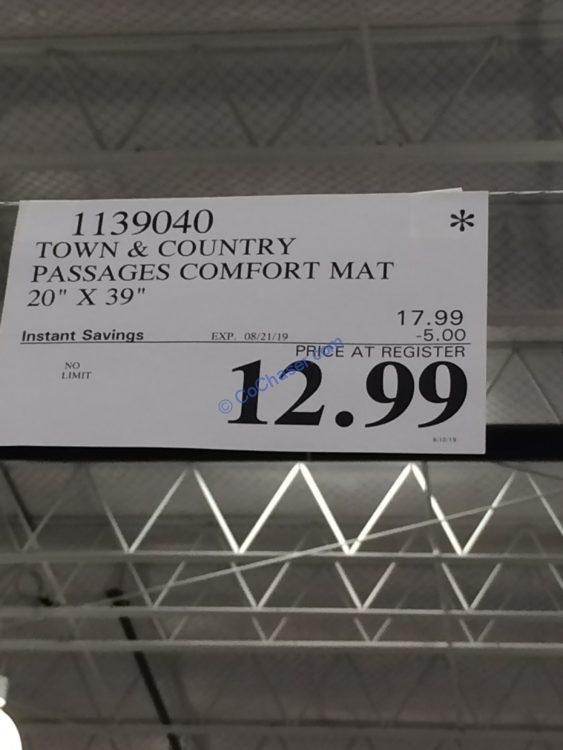 1139040 *
TOWN & COUNTRY
PASSAGES COMFORT MAT
20" X 39"
17.99
Instant Savings EXP. 08/21/19 -5.00
PRICE AT REGISTER
NO
LIMIT
12.99
© CoChaser.com